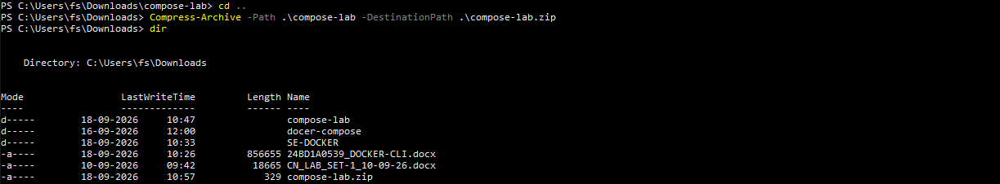 PS C:\Users\fs\Downloads\compose-lab> cd ..
PS C:\Users\fs\Downloads> Compress-Archive -Path .\compose-lab -DestinationPath .\compose-lab.zip
PS C:\Users\fs\Downloads> dir
Directory: C:\Users\fs\Downloads
Mode LastWriteTime Length Name
---- ------------- ------ ----
d----- 18-09-2026 10:47 compose-lab
d----- 16-09-2026 12:00 docer-compose
d----- 18-09-2026 10:33 SE-DOCKER
-a---- 18-09-2026 10:26 856655 24BD1A0539_DOCKER-CLI.docx
-a---- 10-09-2026 09:42 18665 CN_LAB_SET-1_10-09-26.docx
-a---- 18-09-2026 10:57 329 compose-lab.zip